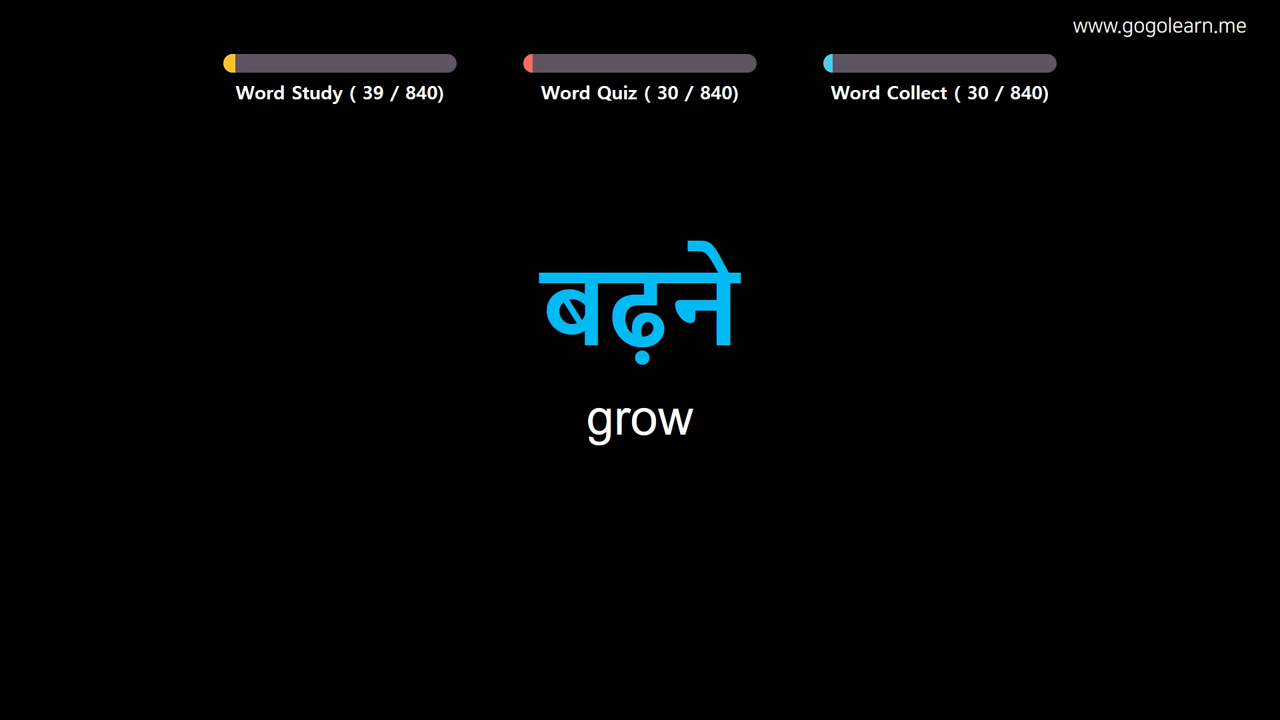 www.gogolearn.me
Word Study ( 39 / 840)
Word Quiz ( 30 / 840)
Word Collect ( 30 / 840)
बढ़ने
grow